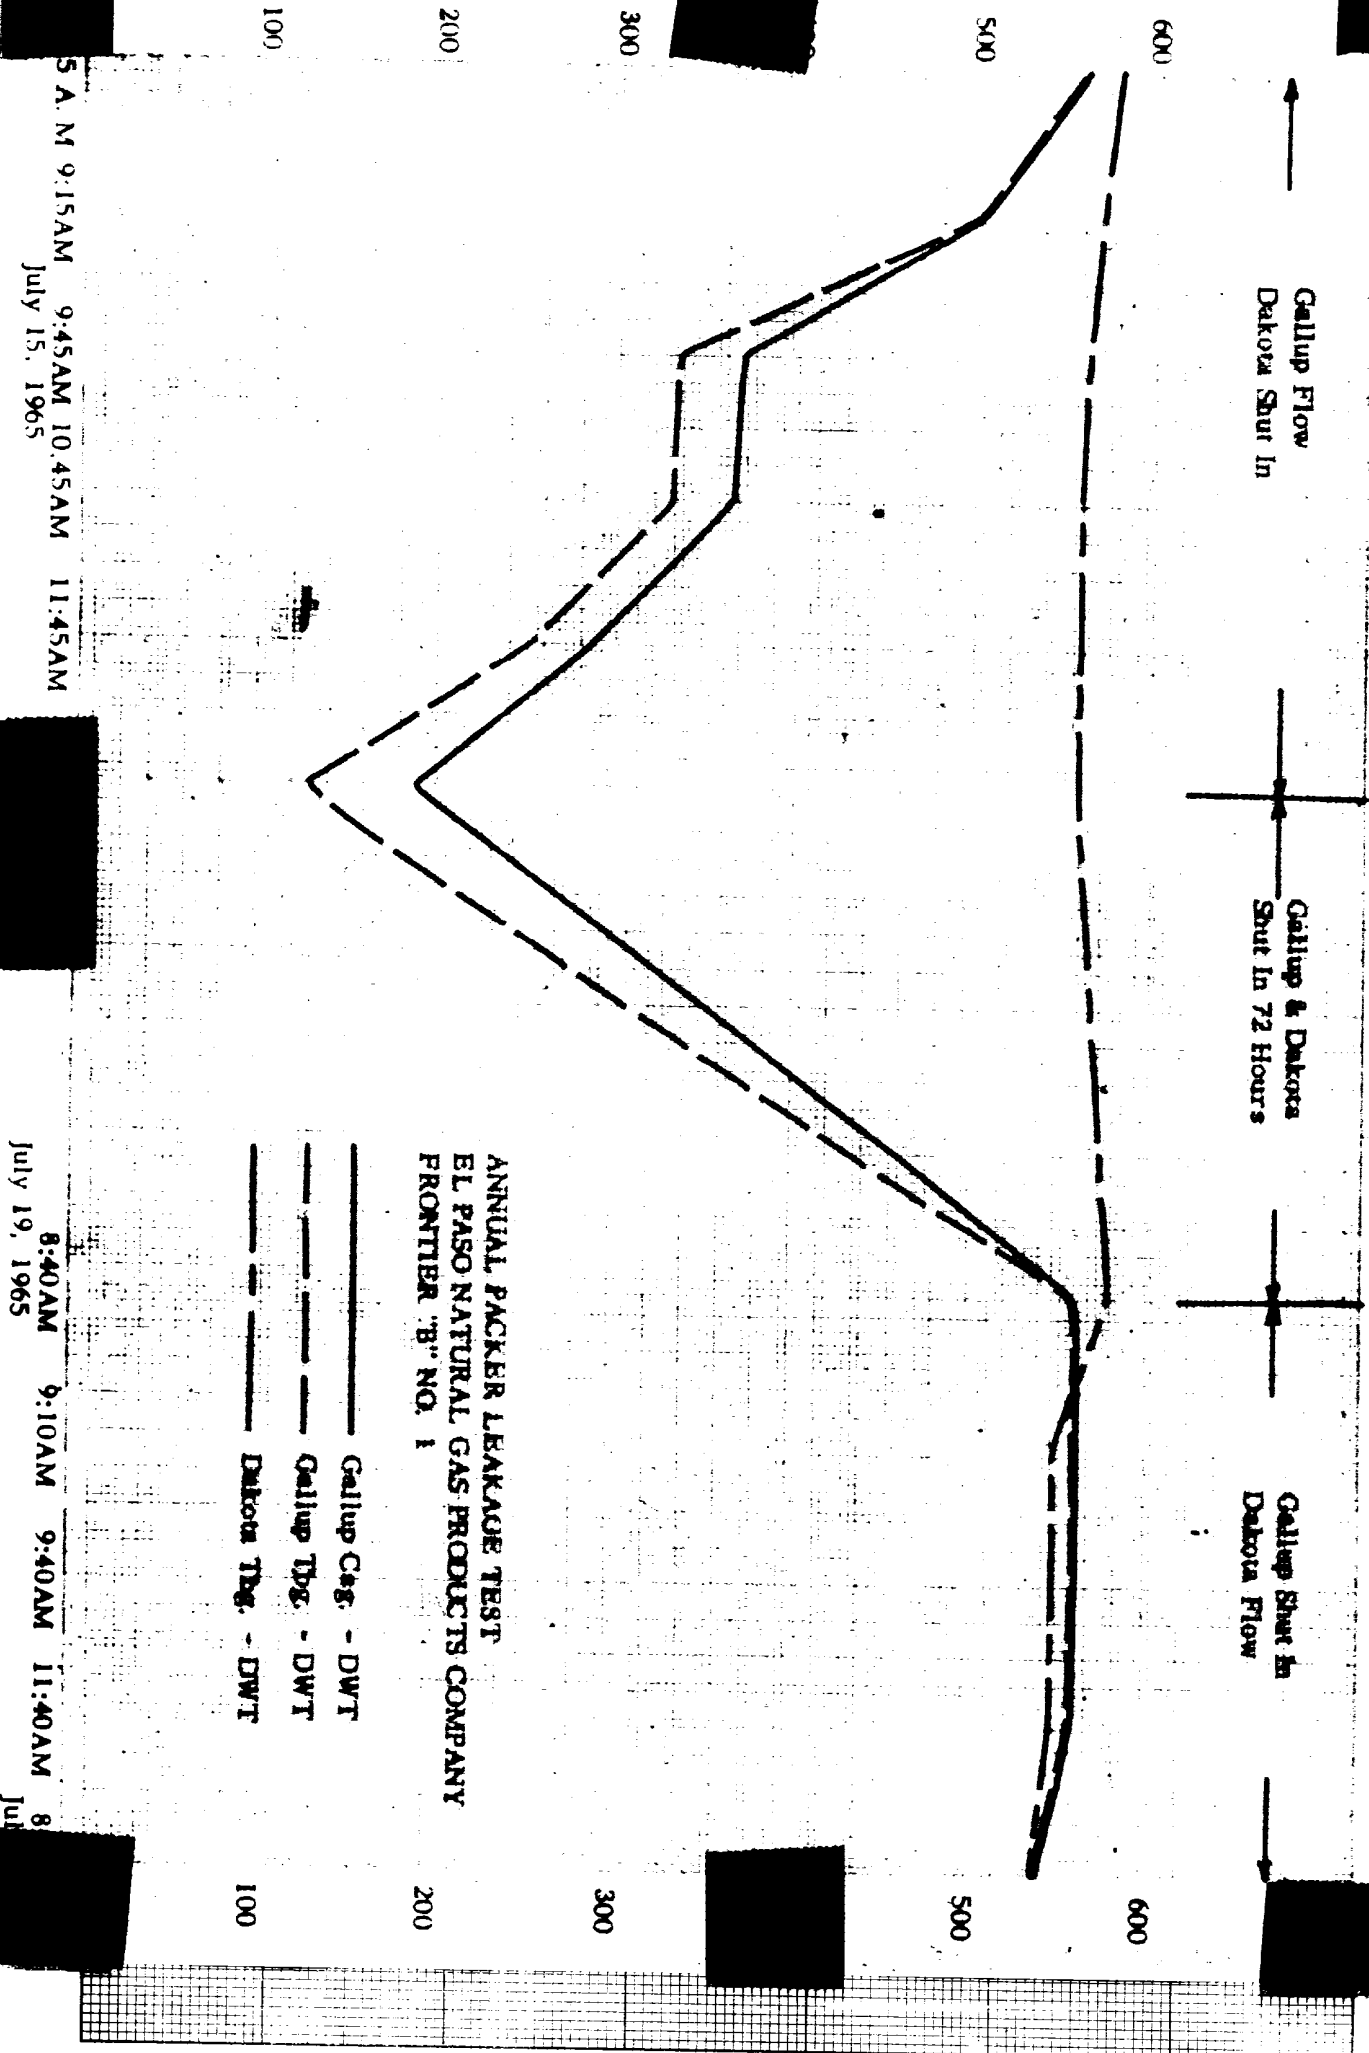 600
500
300
200
100
Gallup Flow
Dakota Shut In
Gallup & Dakota
Shut In 72 Hours
Gallup Shut In
Dakota Flow
600
500
300
200
100
ANNUAL PACKER LEAKAGE TEST
EL PASO NATURAL GAS PRODUCTS COMPANY
FRONTIER "B" NO. 1
Gallup Csg. - DWT
Gallup Tbg. - DWT
Dakota Tbg. - DWT
5 A. M 9:15AM 9:45AM 10.45AM 11:45AM
July 15, 1965
8:40AM 9:10AM 9:40AM 11:40AM 8
July 19, 1965
Jul